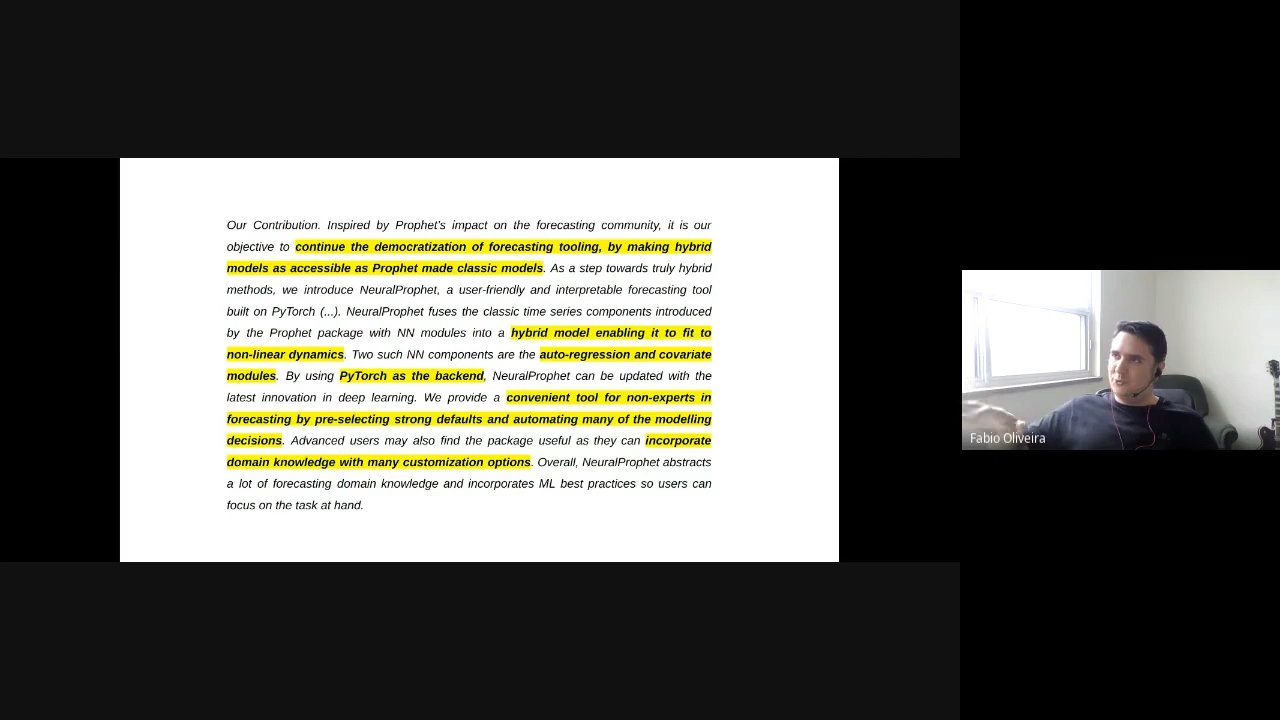 Our Contribution. Inspired by Prophet's impact on the forecasting community, it is our
objective to continue the democratization of forecasting tooling, by making hybrid
models as accessible as Prophet made classic models. As a step towards truly hybrid
methods, we introduce NeuralProphet, a user-friendly and interpretable forecasting tool
built on PyTorch (...). NeuralProphet fuses the classic time series components introduced
by the Prophet package with NN modules into a hybrid model enabling it to fit to
non-linear dynamics. Two such NN components are the auto-regression and covariate
modules. By using PyTorch as the backend, NeuralProphet can be updated with the
latest innovation in deep learning. We provide a convenient tool for non-experts in
forecasting by pre-selecting strong defaults and automating many of the modelling
decisions. Advanced users may also find the package useful as they can incorporate
domain knowledge with many customization options. Overall, NeuralProphet abstracts
a lot of forecasting domain knowledge and incorporates ML best practices so users can
focus on the task at hand.
Fabio Oliveira